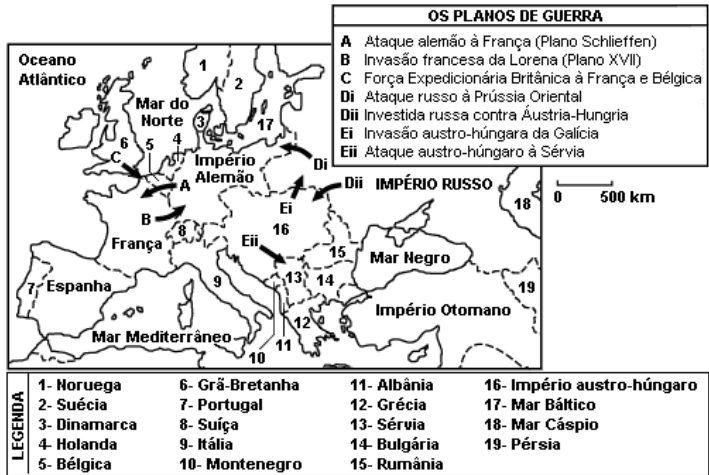 OS PLANOS DE GUERRA
A Ataque alemão à França (Plano Schlieffen)
B Invasão francesa da Lorena (Plano XVII)
C Força Expedicionária Britânica à França e Bélgica
Di Ataque russo à Prússia Oriental
Dii Investida russa contra Áustria-Hungria
Ei Invasão austro-húngara da Galícia
Eii Ataque austro-húngaro à Sérvia
Oceano
Atlântico
1
2
Mar do
Norte
3
17
6
5
4
C
Império
Alemão
A
Di
Dii
IMPÉRIO RUSSO
0 500 km
18
B
Ei
16
França
8
Eii
15
Mar Negro
13
14
19
7
Espanha
9
Império Otomano
12
Mar Mediterrâneo
10
11
LEGENDA
1- Noruega
2- Suécia
3- Dinamarca
4- Holanda
5- Bélgica
6- Grã-Bretanha
7- Portugal
8- Suíça
9- Itália
10- Montenegro
11- Albânia
12- Grécia
13- Sérvia
14- Bulgária
15- Rumânia
16- Império austro-húngaro
17- Mar Báltico
18- Mar Cáspio
19- Pérsia